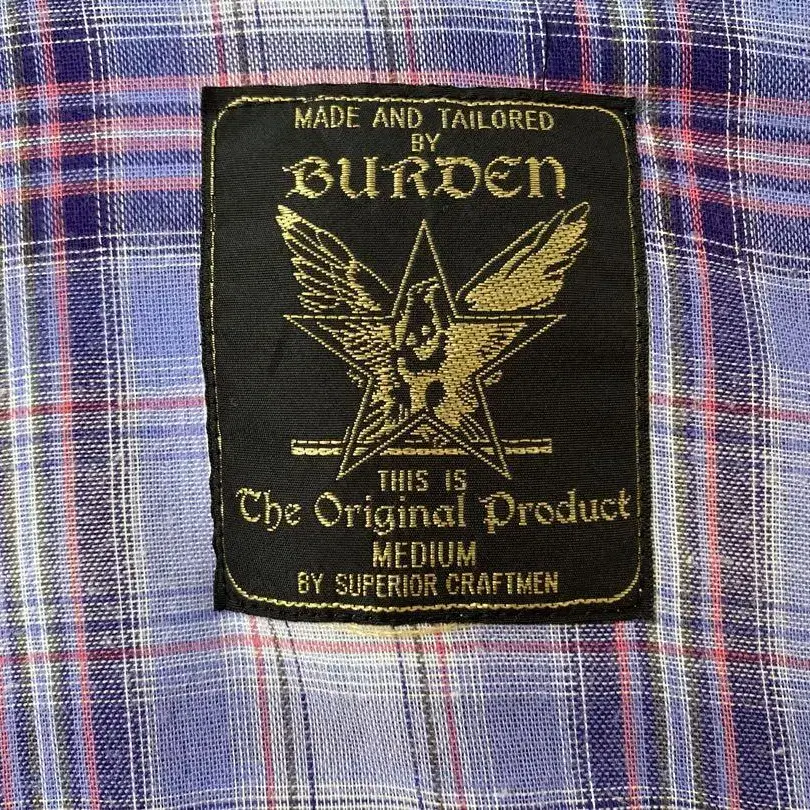 MADE AND TAILORED
BY
BURDEN
THIS IS
The Original Product
MEDIUM
BY SUPERIOR CRAFTMEN